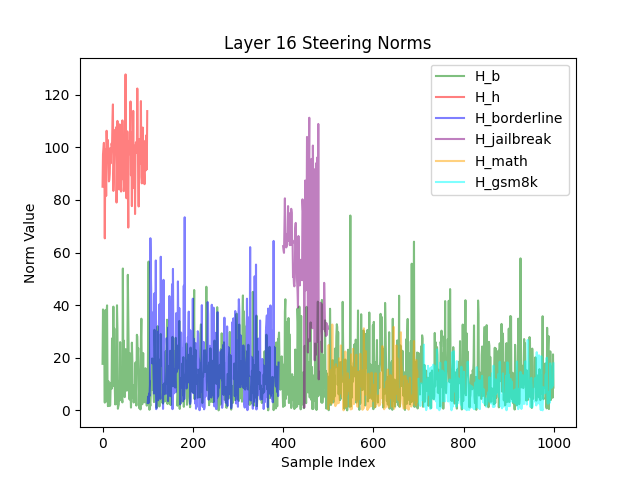 Layer 16 Steering Norms
H_b
H_h
H_borderline
H_jailbreak
H_math
H_gsm8k
Norm Value
120
100
80
60
40
20
0
0 200 400 600 800 1000
Sample Index